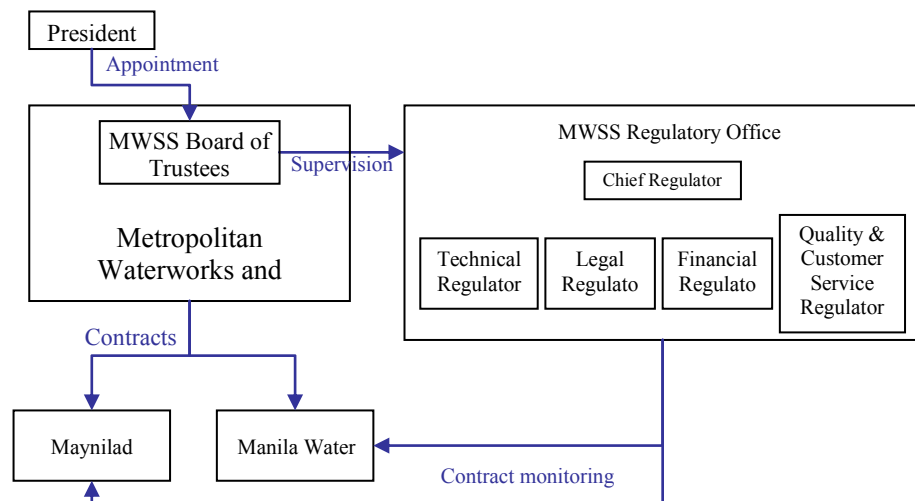 President
Appointment
MWSS Board of
Trustees
Supervision
Metropolitan
Waterworks and
MWSS Regulatory Office
Chief Regulator
Technical
Regulator
Legal
Regulato
Financial
Regulato
Quality &
Customer
Service
Regulator
Contracts
Maynilad
Manila Water
Contract monitoring